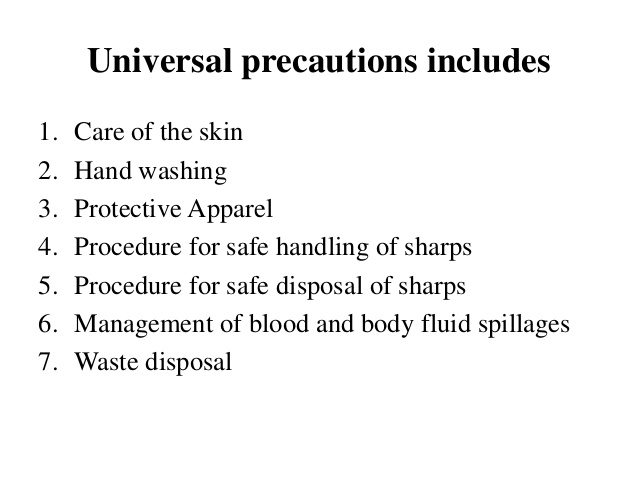 Universal precautions includes
1. Care of the skin
2. Hand washing
3. Protective Apparel
4. Procedure for safe handling of sharps
5. Procedure for safe disposal of sharps
6. Management of blood and body fluid spillages
7. Waste disposal